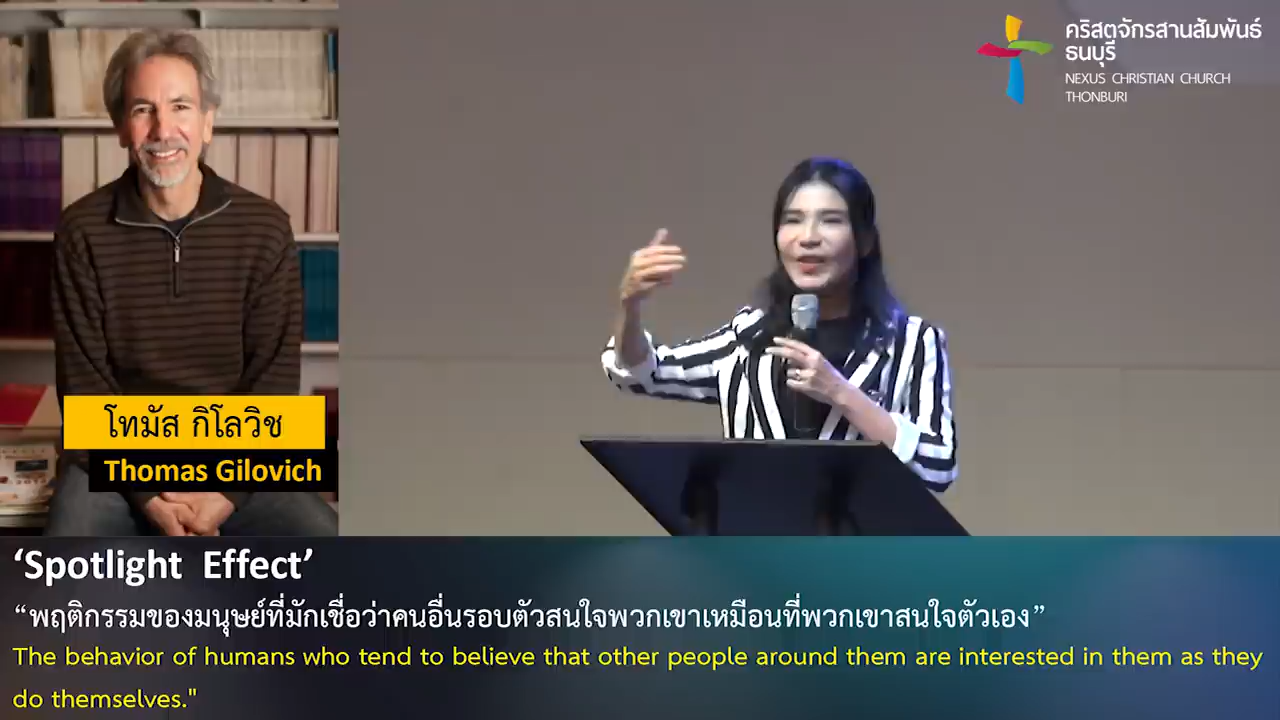 คริสตจักรสานสัมพันธ์
ธนบุรี
NEXUS CHRISTIAN CHURCH
THONBURI
โทมัส กิโลวิช
Thomas Gilovich
‘Spotlight Effect’
“พฤติกรรมของมนุษย์ที่มักเชื่อว่าคนอื่นรอบตัวสนใจพวกเขาเหมือนที่พวกเขาสนใจตัวเอง”
The behavior of humans who tend to believe that other people around them are interested in them as they
do themselves."